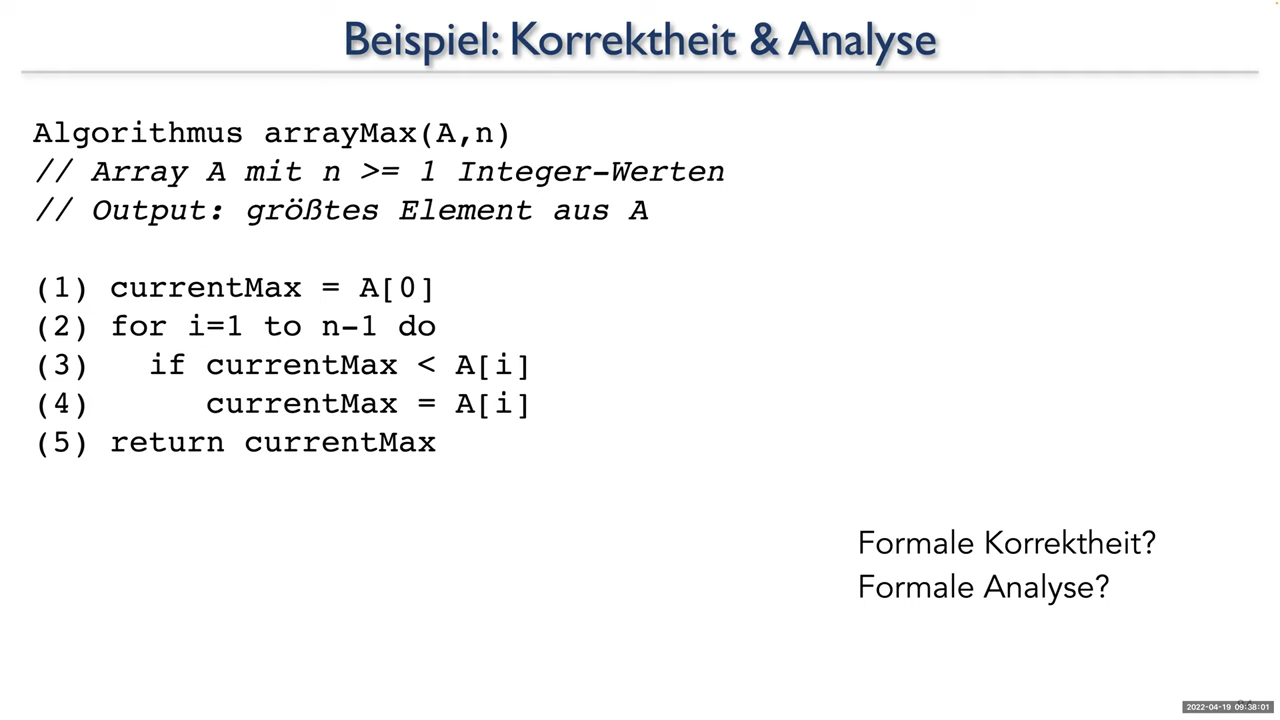 Beispiel: Korrektheit & Analyse
Algorithmus arrayMax(A,n)
// Array A mit n >= 1 Integer-Werten
// Output: größtes Element aus A
(1) currentMax = A[0]
(2) for i=1 to n-1 do
(3)   if currentMax < A[i]
(4)      currentMax = A[i]
(5) return currentMax
Formale Korrektheit?
Formale Analyse?
2022-04-19 09:38:01